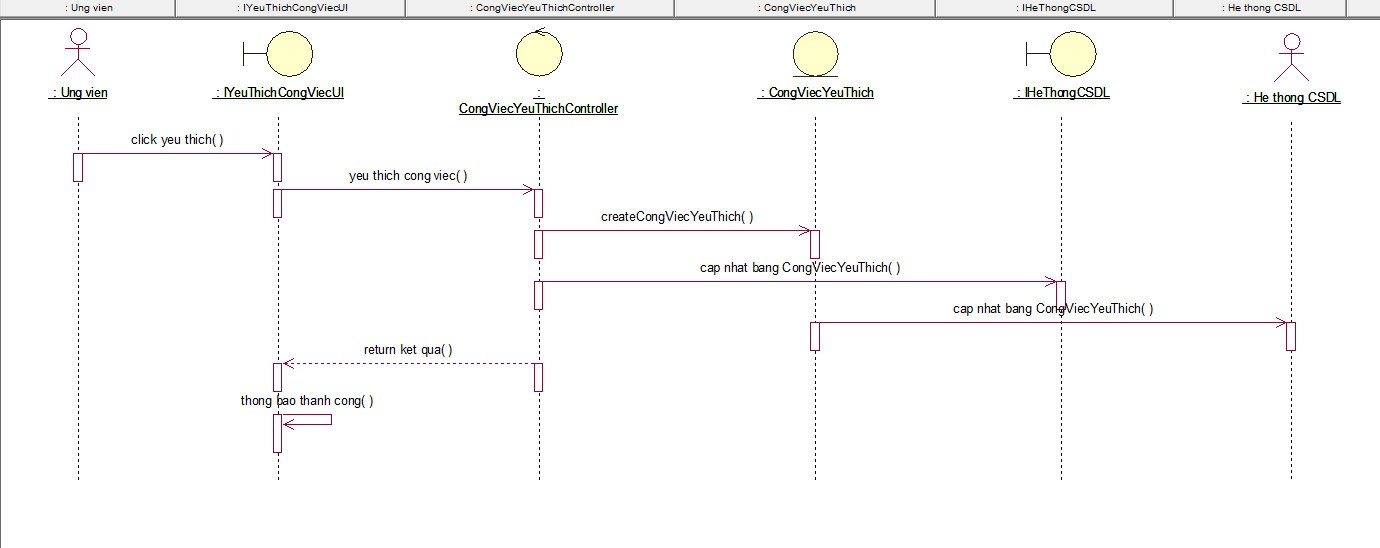 : Ung vien
: IYeuThichCongViecUI
: CongViecYeuThichController
: CongViecYeuThich
: IHeThongCSDL
: He thong CSDL
: Ung vien
: IYeuThichCongViecUI
:
CongViecYeuThichController
: CongViecYeuThich
: IHeThongCSDL
: He thong CSDL
click yeu thich( )
yeu thich cong viec( )
createCongViecYeuThich( )
cap nhat bang CongViecYeuThich( )
cap nhat bang CongViecYeuThich( )
return ket qua( )
thong bao thanh cong( )